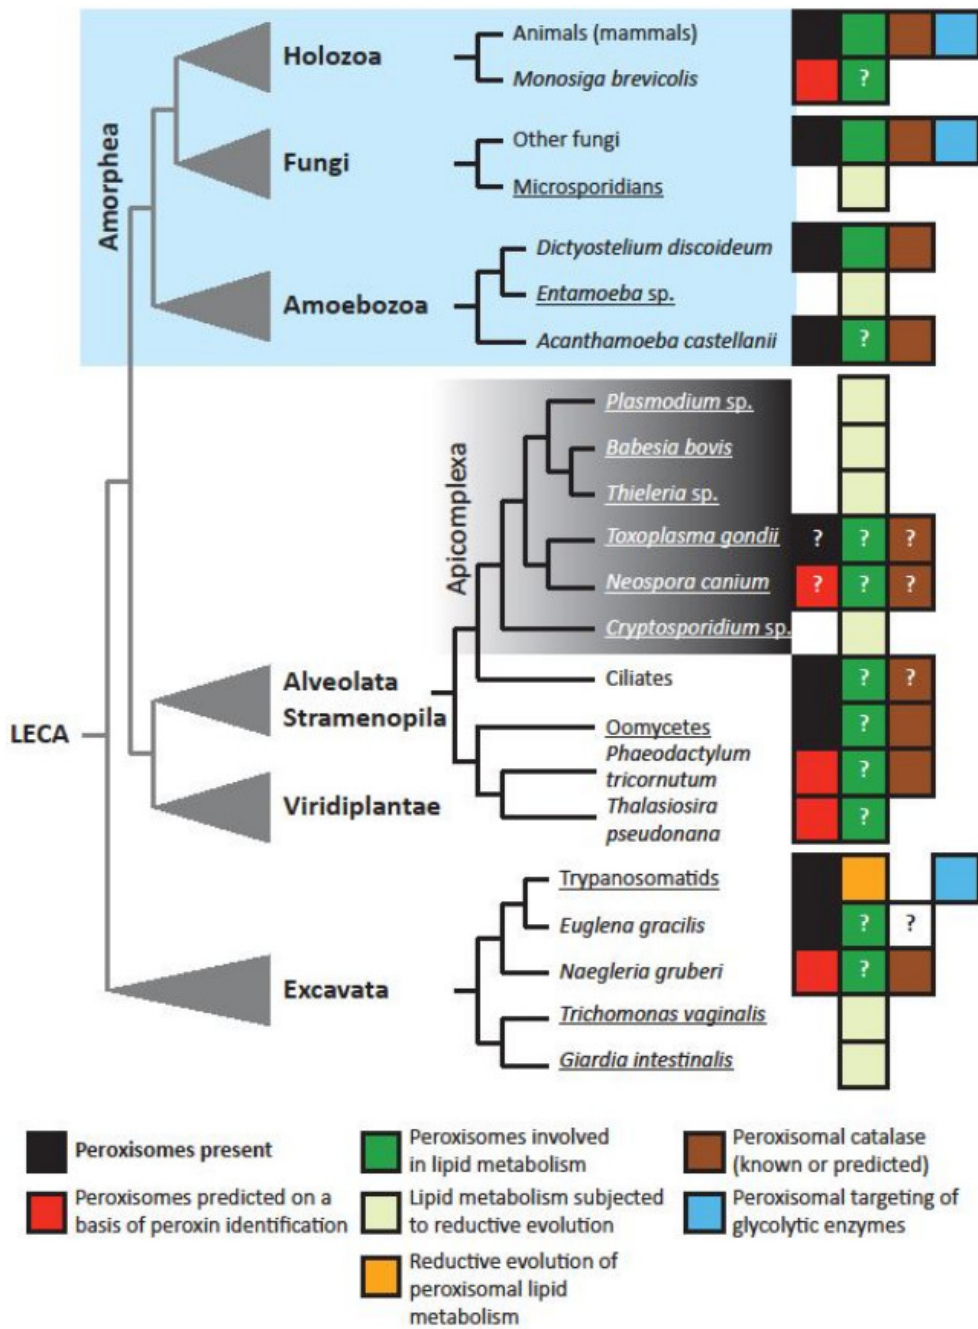 Amorphea
Holozoa
Animals (mammals)
Monosiga brevicolis
?
Fungi
Other fungi
Microsporidians
Amoebozoa
Dictyostelium discoideum
Entamoeba sp.
Acanthamoeba castellanii
?
Apicomplexa
Plasmodium sp.
Babesia bovis
Thieleria sp.
Toxoplasma gondii
? ? ?
Neospora canium
? ? ?
Cryptosporidium sp.
LECA
Alveolata
Stramenopila
Ciliates
? ?
Oomycetes
?
Phaeodactylum
tricornutum
?
Thalasiosira
pseudonana
?
Viridiplantae
Excavata
Trypanosomatids
Euglena gracilis
? ?
Naegleria gruberi
?
Trichomonas vaginalis
Giardia intestinalis
Peroxisomes present
Peroxisomes predicted on a
basis of peroxin identification
Peroxisomes involved
in lipid metabolism
Lipid metabolism subjected
to reductive evolution
Reductive evolution of
peroxisomal lipid
metabolism
Peroxisomal catalase
(known or predicted)
Peroxisomal targeting of
glycolytic enzymes